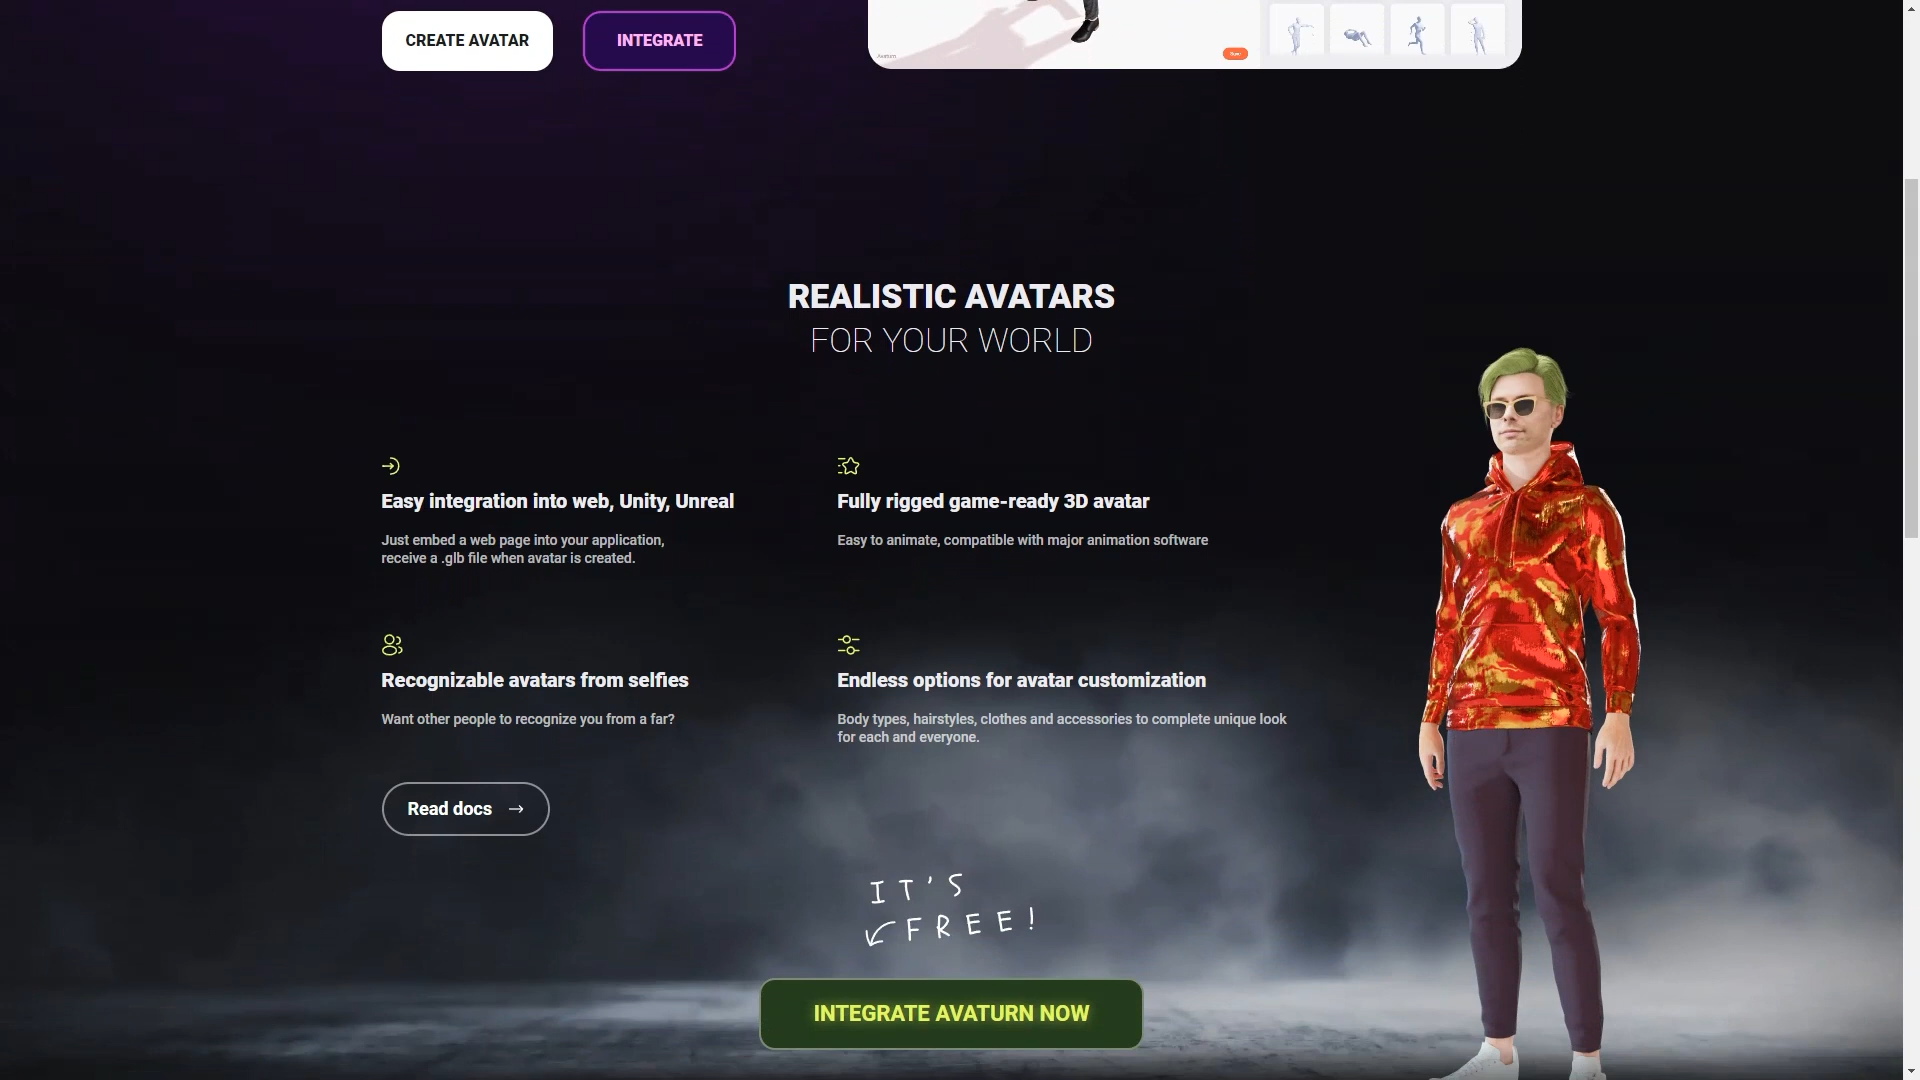 CREATE AVATAR
INTEGRATE
Avaturn
REALISTIC AVATARS
FOR YOUR WORLD
Easy integration into web, Unity, Unreal
Just embed a web page into your application,
receive a .glb file when avatar is created.
Fully rigged game-ready 3D avatar
Easy to animate, compatible with major animation software
Recognizable avatars from selfies
Want other people to recognize you from a far?
Endless options for avatar customization
Body types, hairstyles, clothes and accessories to complete unique look
for each and everyone.
Read docs →
IT'S
FREE!
INTEGRATE AVATURN NOW